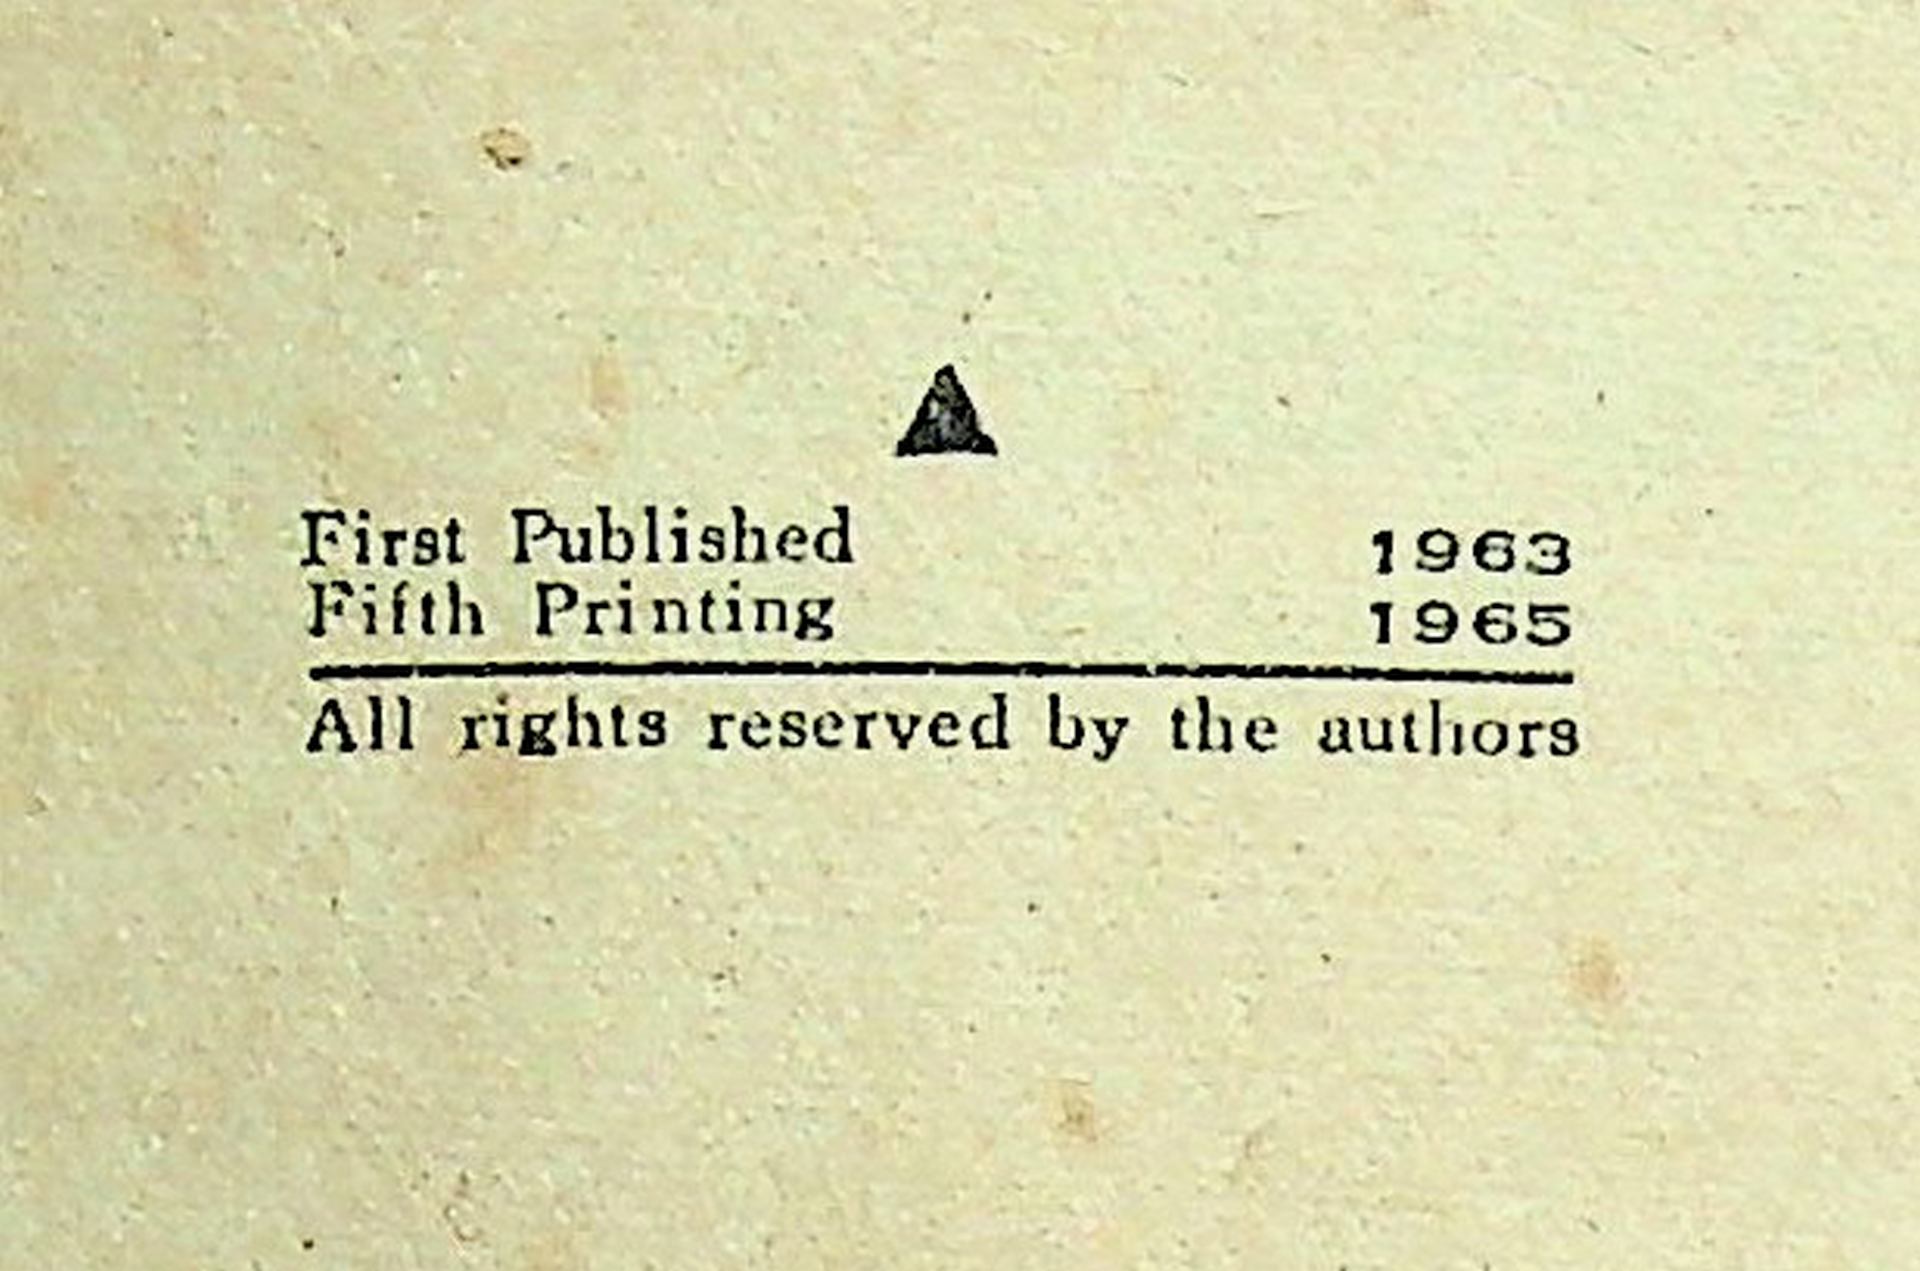 First Published 1963
Fifth Printing 1965
All rights reserved by the authors